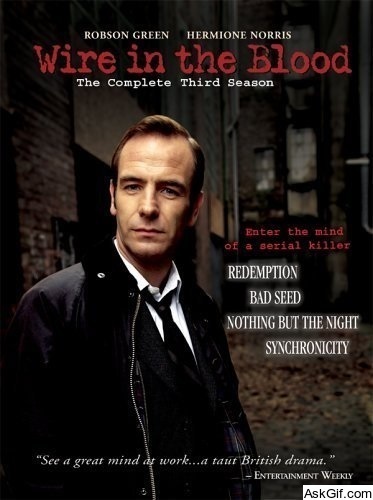 ROBSON GREEN HERMIONE NORRIS
Wire in the Blood
The Complete Third Season
Enter the mind
of a serial killer
REDEMPTION
BAD SEED
NOTHING BUT THE NIGHT
SYNCHRONICITY
"See a great mind at work...a taut British drama."
– ENTERTAINMENT WEEKLY
AskGif.com